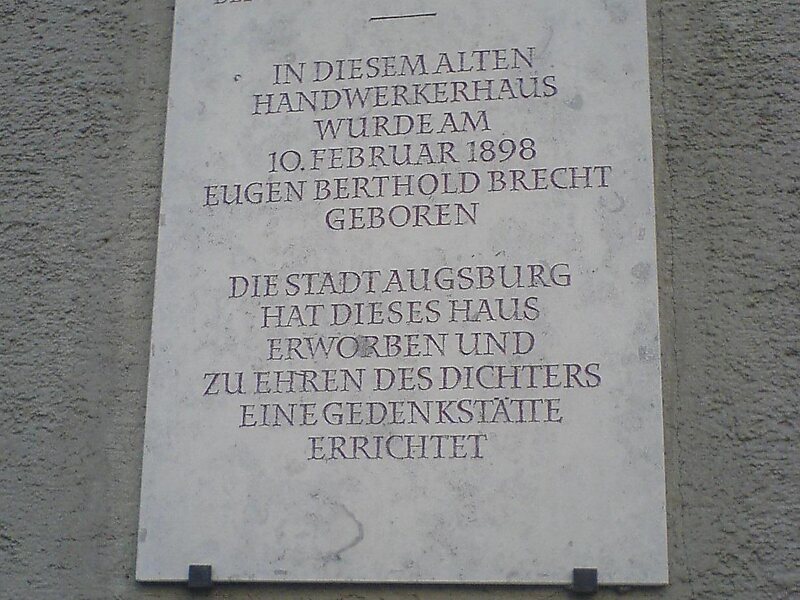 IN DIESEM ALTEN
HANDWERKERHAUS
WURDE AM
10. FEBRUAR 1898
EUGEN BERTHOLD BRECHT
GEBOREN
DIE STADT AUGSBURG
HAT DIESES HAUS
ERWORBEN UND
ZU EHREN DES DICHTERS
EINE GEDENKSTÄTTE
ERRICHTET